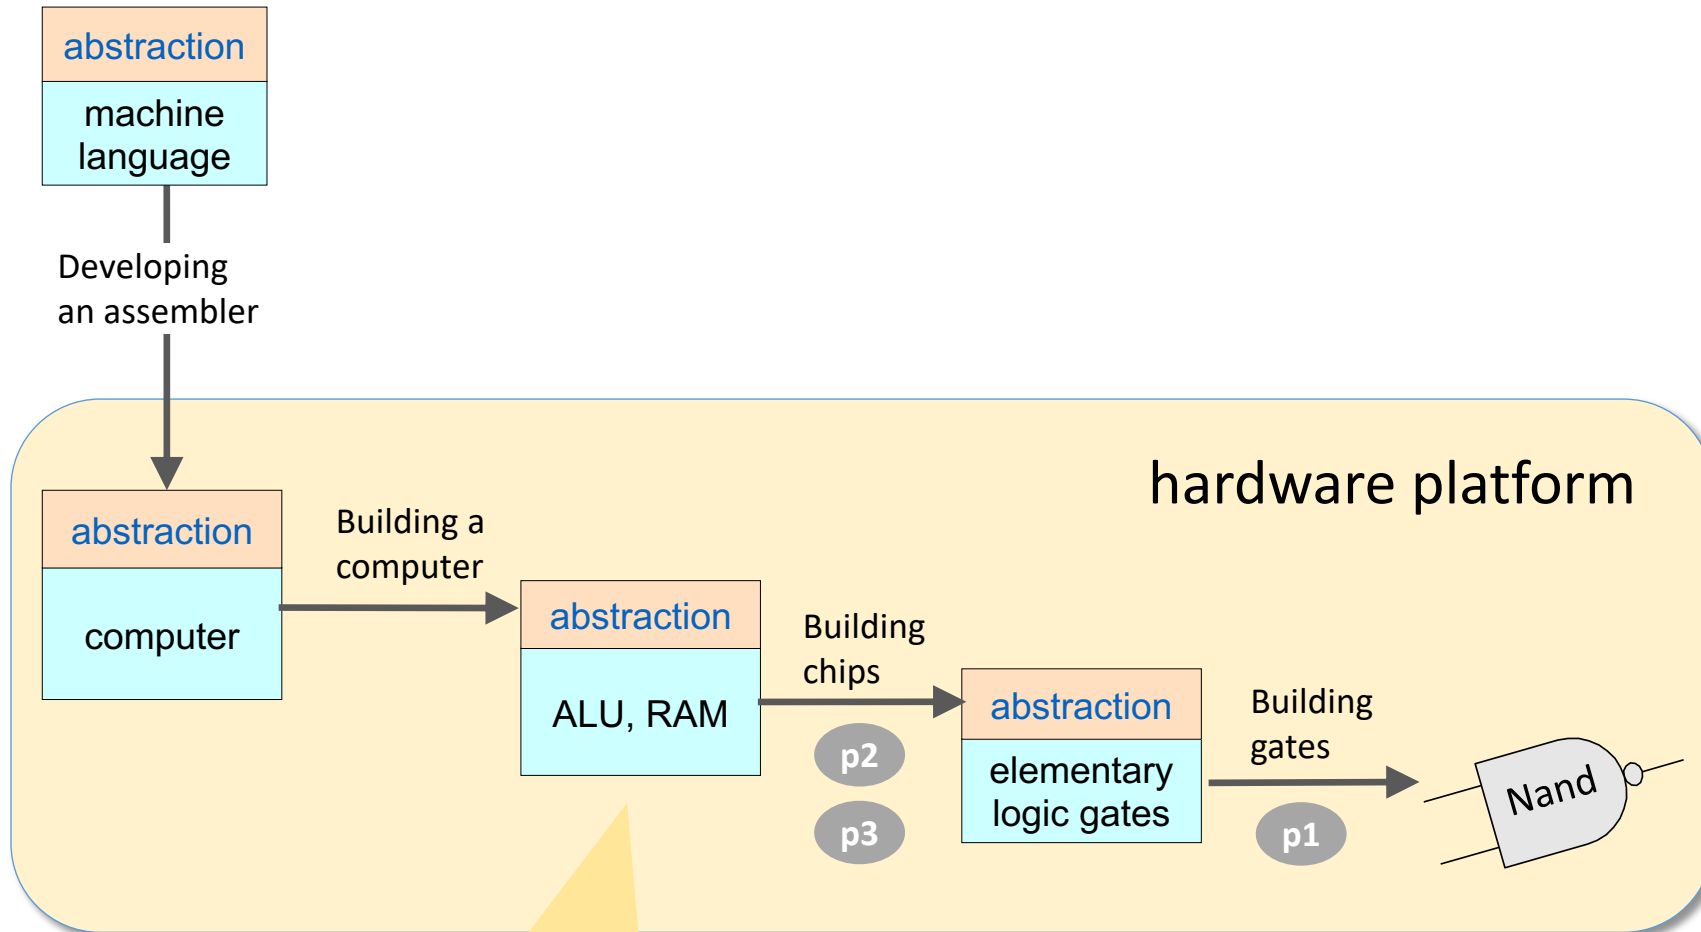 abstraction
machine
language
Developing
an assembler
hardware platform
abstraction
computer
Building a
computer
abstraction
ALU, RAM
Building
chips
p2
p3
abstraction
elementary
logic gates
Building
gates
p1
Nand